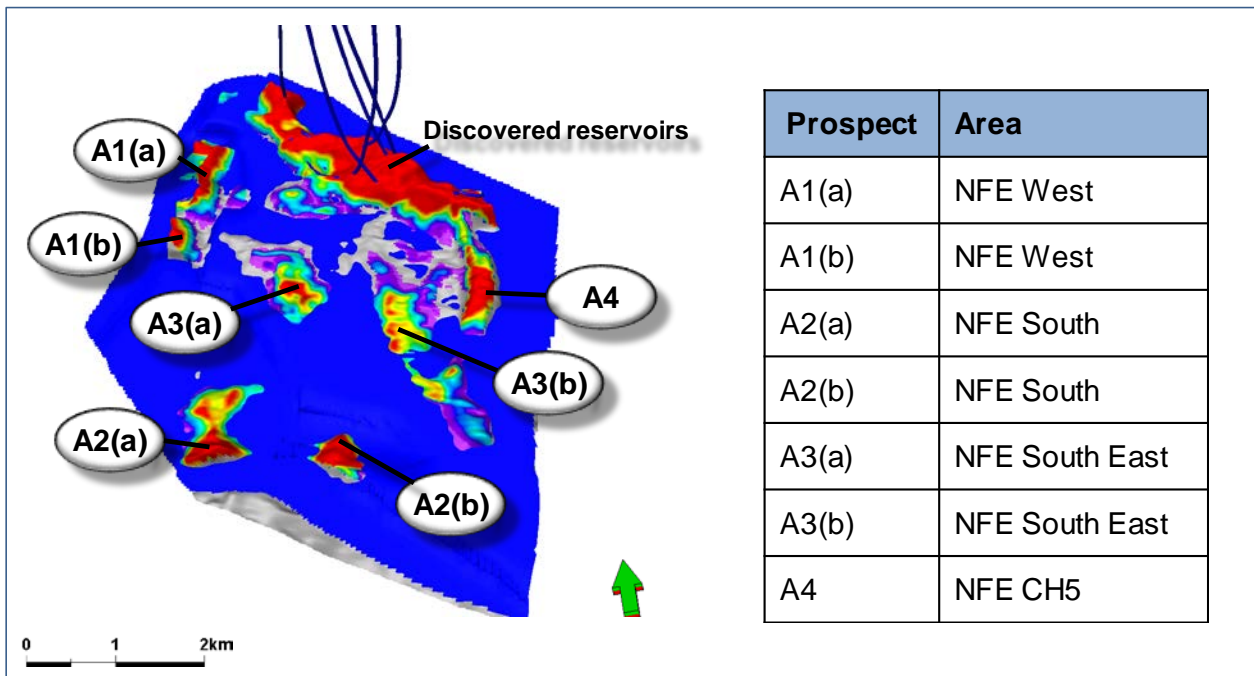 Discovered reservoirs
A1(a)
A1(b)
A3(a)
A4
A3(b)
A2(a)
A2(b)
0 1 2km
Prospect Area
A1(a) NFE West
A1(b) NFE West
A2(a) NFE South
A2(b) NFE South
A3(a) NFE South East
A3(b) NFE South East
A4 NFE CH5